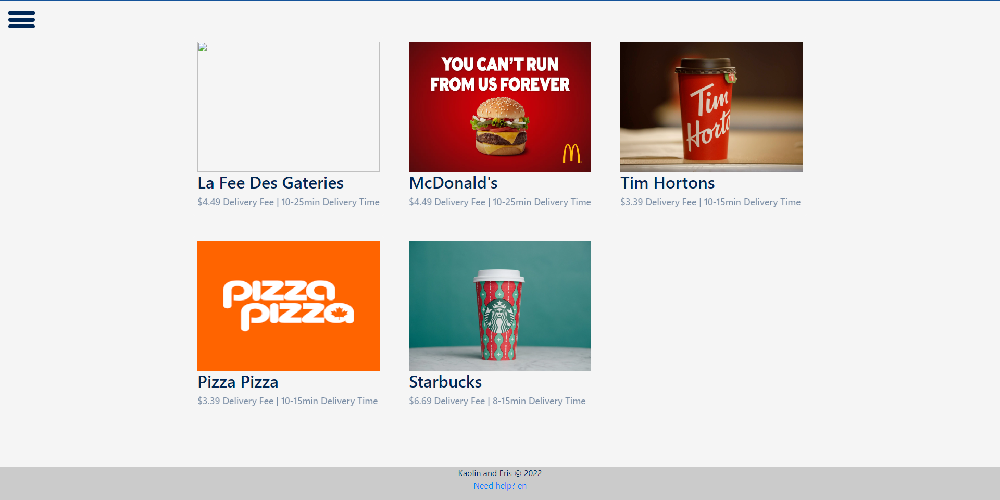 YOU CAN'T RUN
FROM US FOREVER
Tim
Horto
La Fee Des Gateries
McDonald's
Tim Hortons
$4.49 Delivery Fee | 10-25min Delivery Time
$4.49 Delivery Fee | 10-25min Delivery Time
$3.39 Delivery Fee | 10-15min Delivery Time
pizza
pizza
Pizza Pizza
Starbucks
$3.39 Delivery Fee | 10-15min Delivery Time
$6.69 Delivery Fee | 8-15min Delivery Time
Kaolin and Eris © 2022
Need help? en